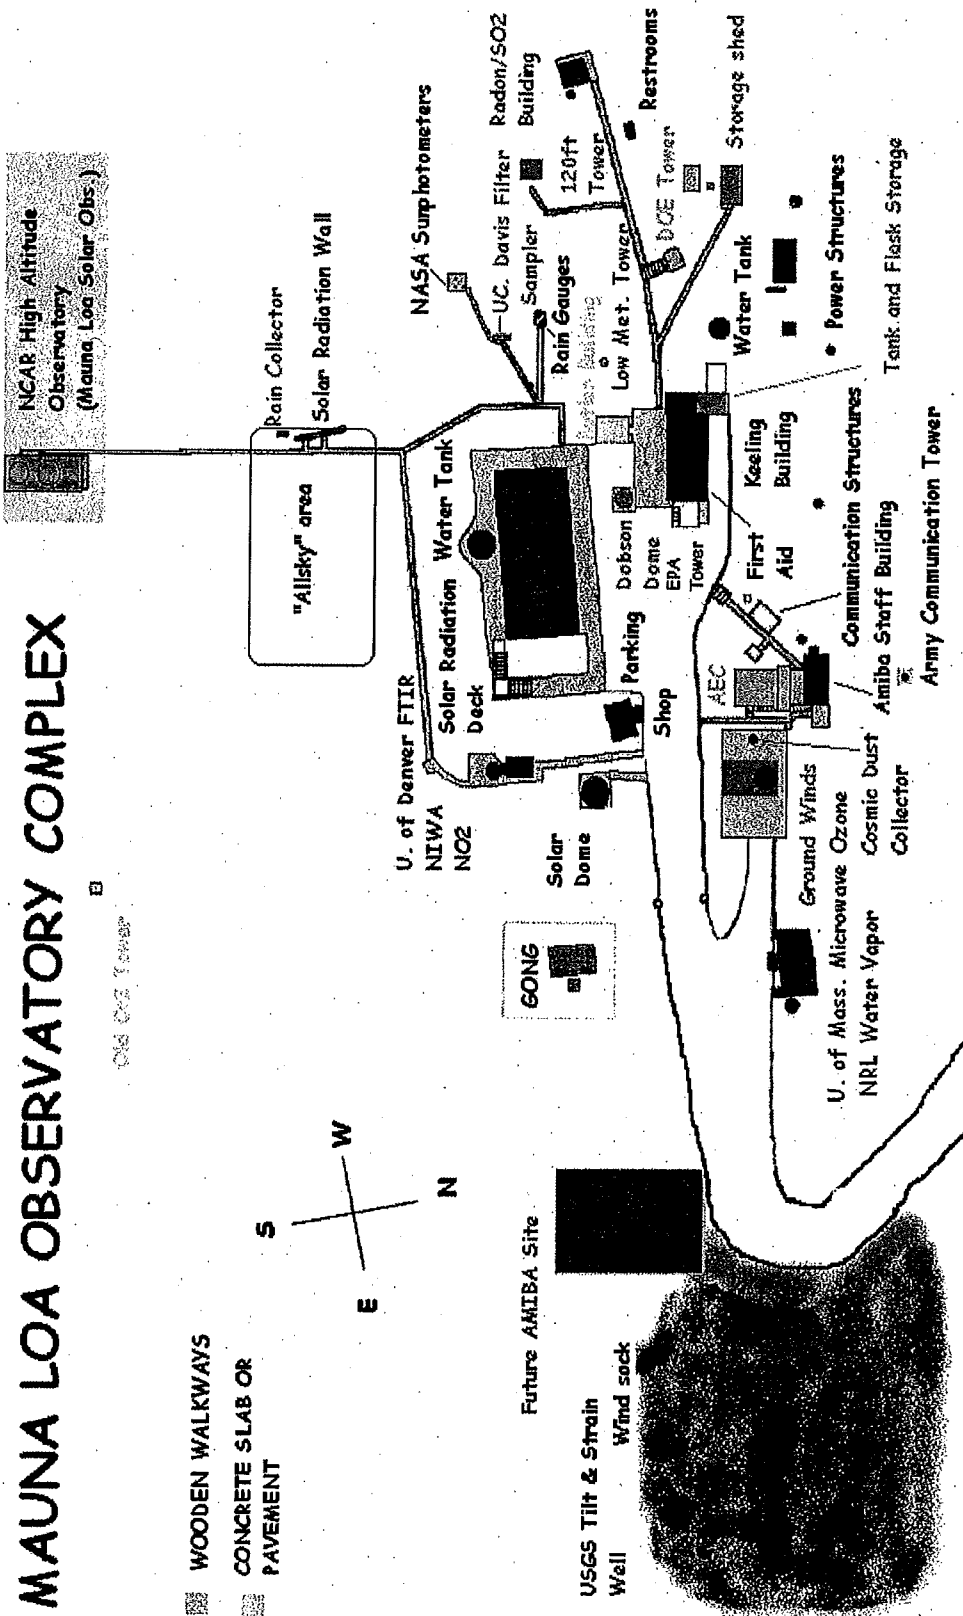 MAUNA LOA OBSERVATORY COMPLEX
NCAR High Altitude
Observatory
(Mauna Loa Solar Obs.)
WOODEN WALKWAYS
CONCRETE SLAB OR
PAVEMENT
S
W
E
N
Rain Collector
Solar Radiation Wall
"Allsky" area
NASA Sunphotometers
U.C. Davis Filter
Sampler
Radon/SO2
Building
120ft
Tower
Restrooms
Rain Gauges
Low Met. Tower
DOE Tower
Storage shed
Water Tank
Solar Radiation
Deck
Water Tank
U. of Denver FTIR
NIWA
NO2
Dobson
Dome
EPA
Tower
Keeling
Building
First
Aid
Power Structures
Tank and Flask Storage
Parking
Shop
Solar
Dome
AEC
Communication Structures
Amiba Staff Building
Army Communication Tower
GONG
Ground Winds
Cosmic Dust
Collector
U. of Mass. Microwave Ozone
NRL Water Vapor
Future AMIBA Site
USGS Tilt & Strain
Well
Wind sock